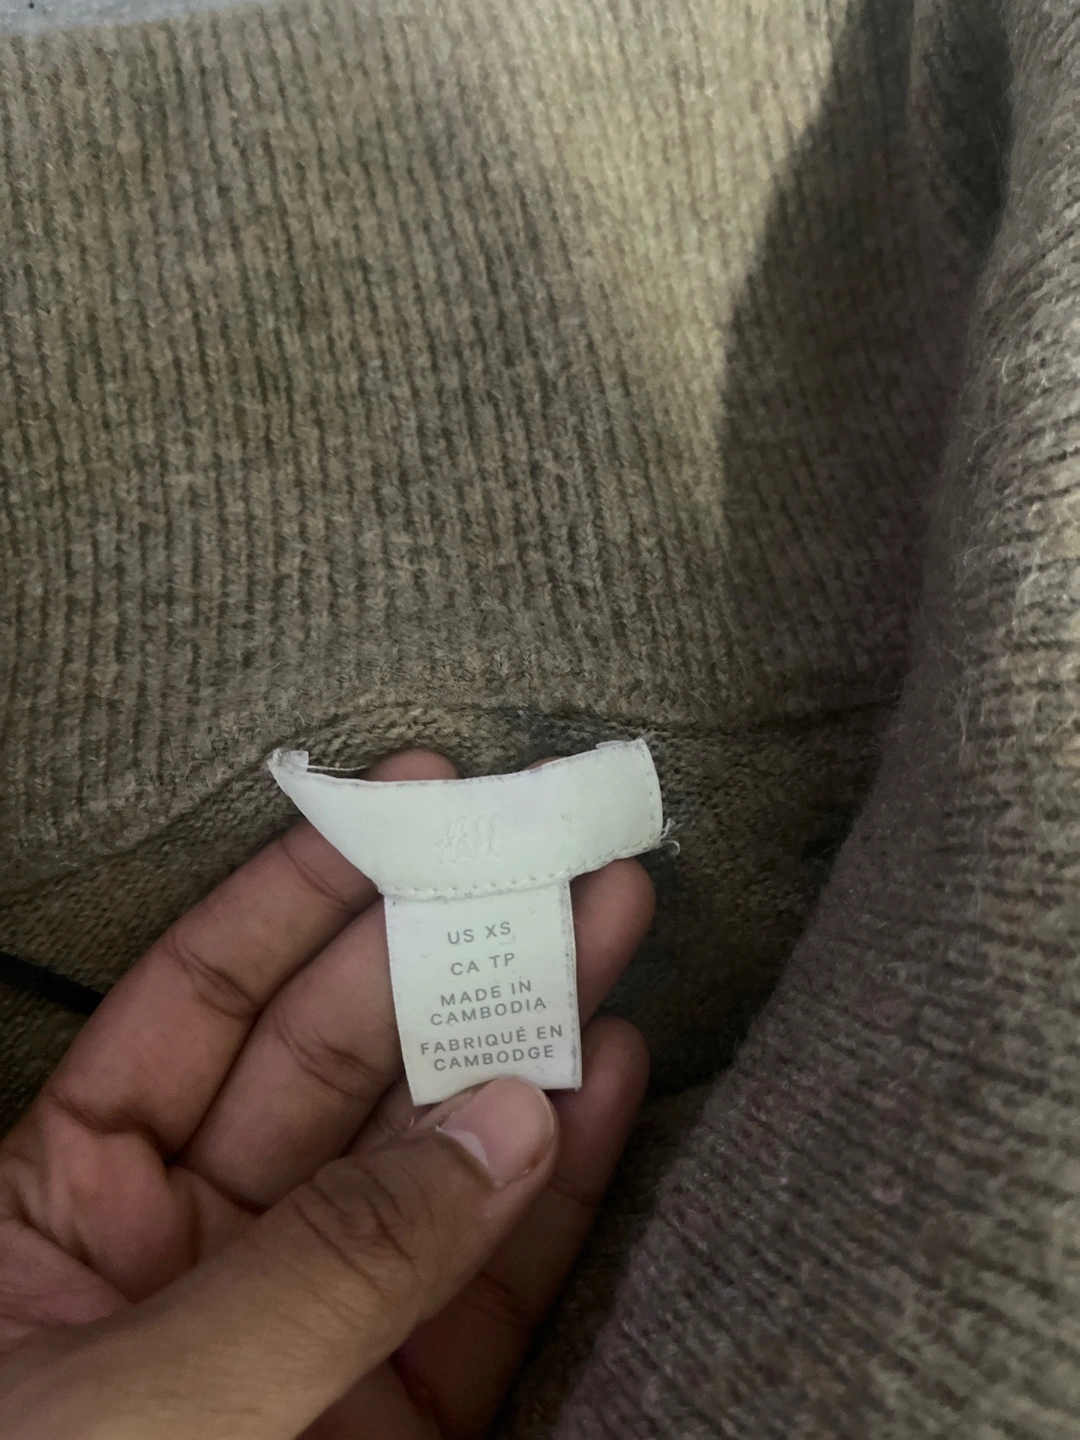 H&M
US XS
CA TP
MADE IN
CAMBODIA
FABRIQUÉ EN
CAMBODGE